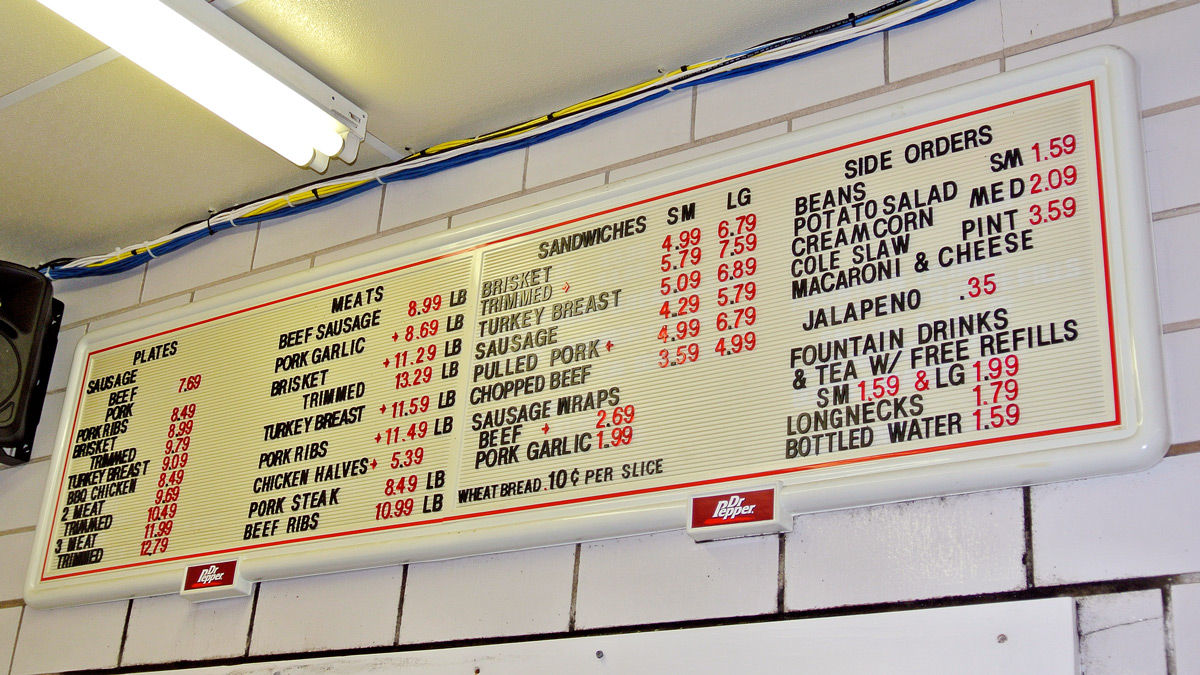 PLATES
SAUSAGE
BEEF 7.69
PORK
PORK RIBS 8.49
BRISKET 8.99
TRIMMED 9.79
TURKEY BREAST 9.09
BBQ CHICKEN 8.49
2 MEAT 9.69
TRIMMED 10.49
3 MEAT 11.99
TRIMMED 12.79
MEATS
BEEF SAUSAGE 8.99 LB
PORK GARLIC 8.69 LB
BRISKET 11.29 LB
TRIMMED 13.29 LB
TURKEY BREAST 11.59 LB
PORK RIBS 11.49 LB
CHICKEN HALVES 5.39
PORK STEAK 8.49 LB
BEEF RIBS 10.99 LB
SANDWICHES SM LG
BRISKET 4.99 6.79
TRIMMED 5.79 7.59
TURKEY BREAST 5.09 6.89
SAUSAGE 4.29 5.79
PULLED PORK 4.99 6.79
CHOPPED BEEF 3.59 4.99
SAUSAGE WRAPS
BEEF 2.69
PORK GARLIC 1.99
WHEAT BREAD .10¢ PER SLICE
SIDE ORDERS
BEANS SM 1.59
POTATO SALAD
CREAM CORN MED 2.09
COLE SLAW PINT 3.59
MACARONI & CHEESE
JALAPENO .35
FOUNTAIN DRINKS
& TEA W/ FREE REFILLS
SM 1.59 & LG 1.99
LONGNECKS 1.79
BOTTLED WATER 1.59
Dr Pepper
Dr Pepper